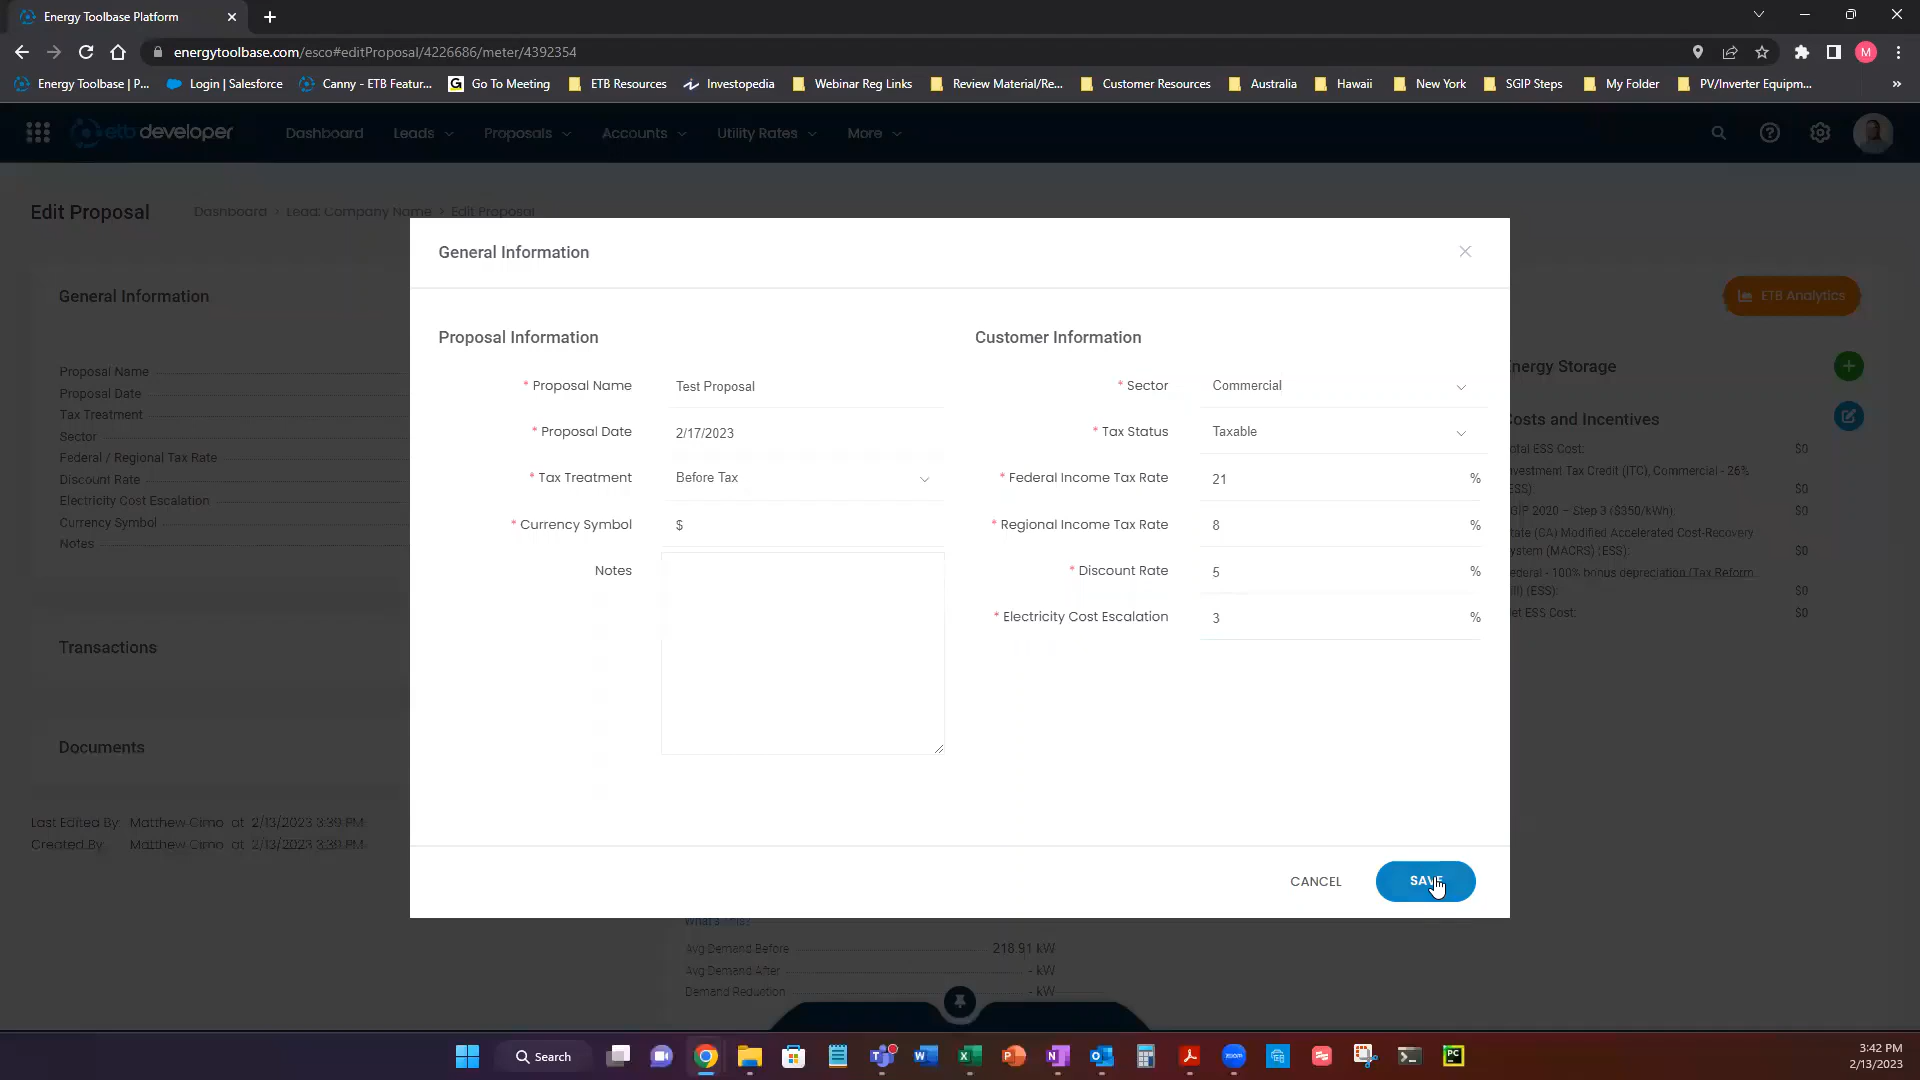 Energy Toolbase Platform
energytoolbase.com/esco#editProposal/4226686/meter/4392354
M
Energy Toolbase | P... Login | Salesforce Canny - ETB Featur... Go To Meeting ETB Resources Investopedia Webinar Reg Links Review Material/Re... Customer Resources Australia Hawaii New York SGIP Steps My Folder PV/Inverter Equipm... »
etb developer Dashboard Leads Proposals Accounts Utility Rates More
Edit Proposal Dashboard > Lead: Company Name > Edit Proposal
General Information
Proposal Name
Proposal Date
Tax Treatment
Sector
Federal / Regional Tax Rate
Discount Rate
Electricity Cost Escalation
Currency Symbol
Notes
Transactions
Documents
Last Edited By: Matthew Cimo at 2/13/2023 3:39 PM
Created By: Matthew Cimo at 2/13/2023 3:39 PM
General Information
Proposal Information
* Proposal Name Test Proposal
* Proposal Date 2/17/2023
* Tax Treatment Before Tax
* Currency Symbol $
Notes
Customer Information
* Sector Commercial
* Tax Status Taxable
* Federal Income Tax Rate 21 %
* Regional Income Tax Rate 8 %
* Discount Rate 5 %
* Electricity Cost Escalation 3 %
CANCEL SAVE
ETB Analytics
nergy Storage
osts and Incentives
otal ESS Cost: $0
vestment Tax Credit (ITC), Commercial - 26%
ESS): $0
GIP 2020 – Step 3 ($350/kWh): $0
tate (CA) Modified Accelerated Cost-Recovery
ystem (MACRS) (ESS): $0
ederal - 100% bonus depreciation (Tax Reform
ill) (ESS): $0
et ESS Cost: $0
Avg Demand Before 218.91 kW
Avg Demand After - kW
Demand Reduction - kW
Search
3:42 PM
2/13/2023